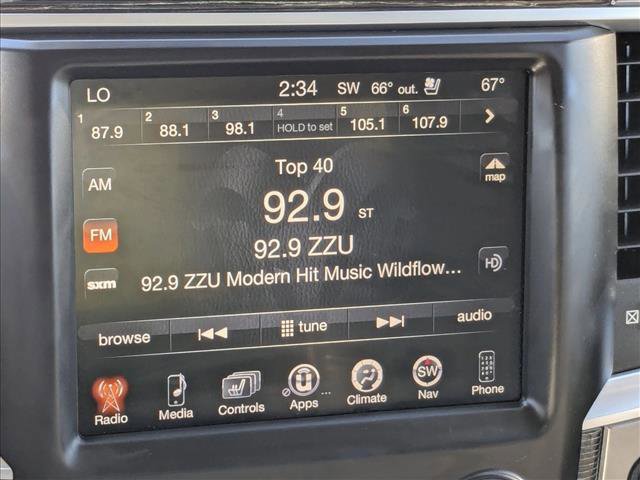 LO 2:34 SW 66° out. 67°
1 87.9 2 88.1 3 98.1 4 HOLD to set 5 105.1 6 107.9
AM Top 40 map
92.9 ST
FM 92.9 ZZU
sxm 92.9 ZZU Modern Hit Music Wildflow... HD
browse tune audio
SW
Radio Media Controls Apps ... Climate Nav Phone